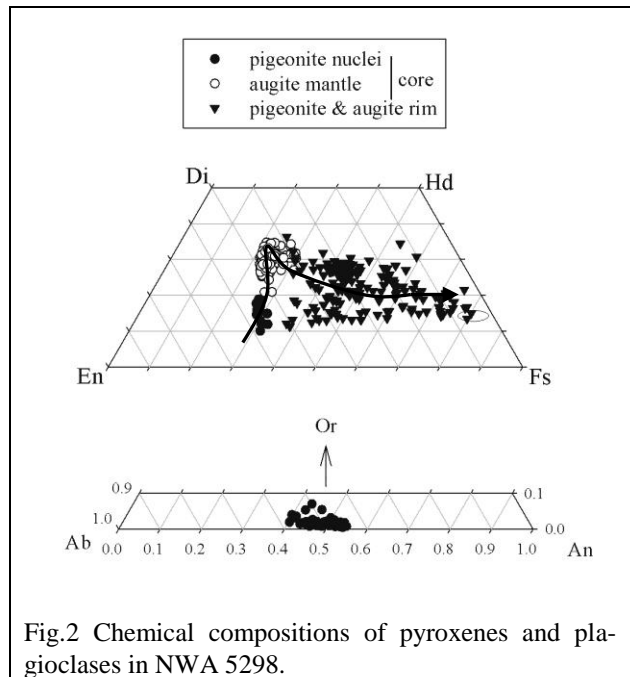 pigeonite nuclei
augite mantle
core
pigeonite & augite rim
Di
Hd
En
Fs
Or
0.9
0.1
1.0
0.0
Ab
An
0.0 0.1 0.2 0.3 0.4 0.5 0.6 0.7 0.8 0.9 1.0
Fig.2 Chemical compositions of pyroxenes and pla-
gioclases in NWA 5298.